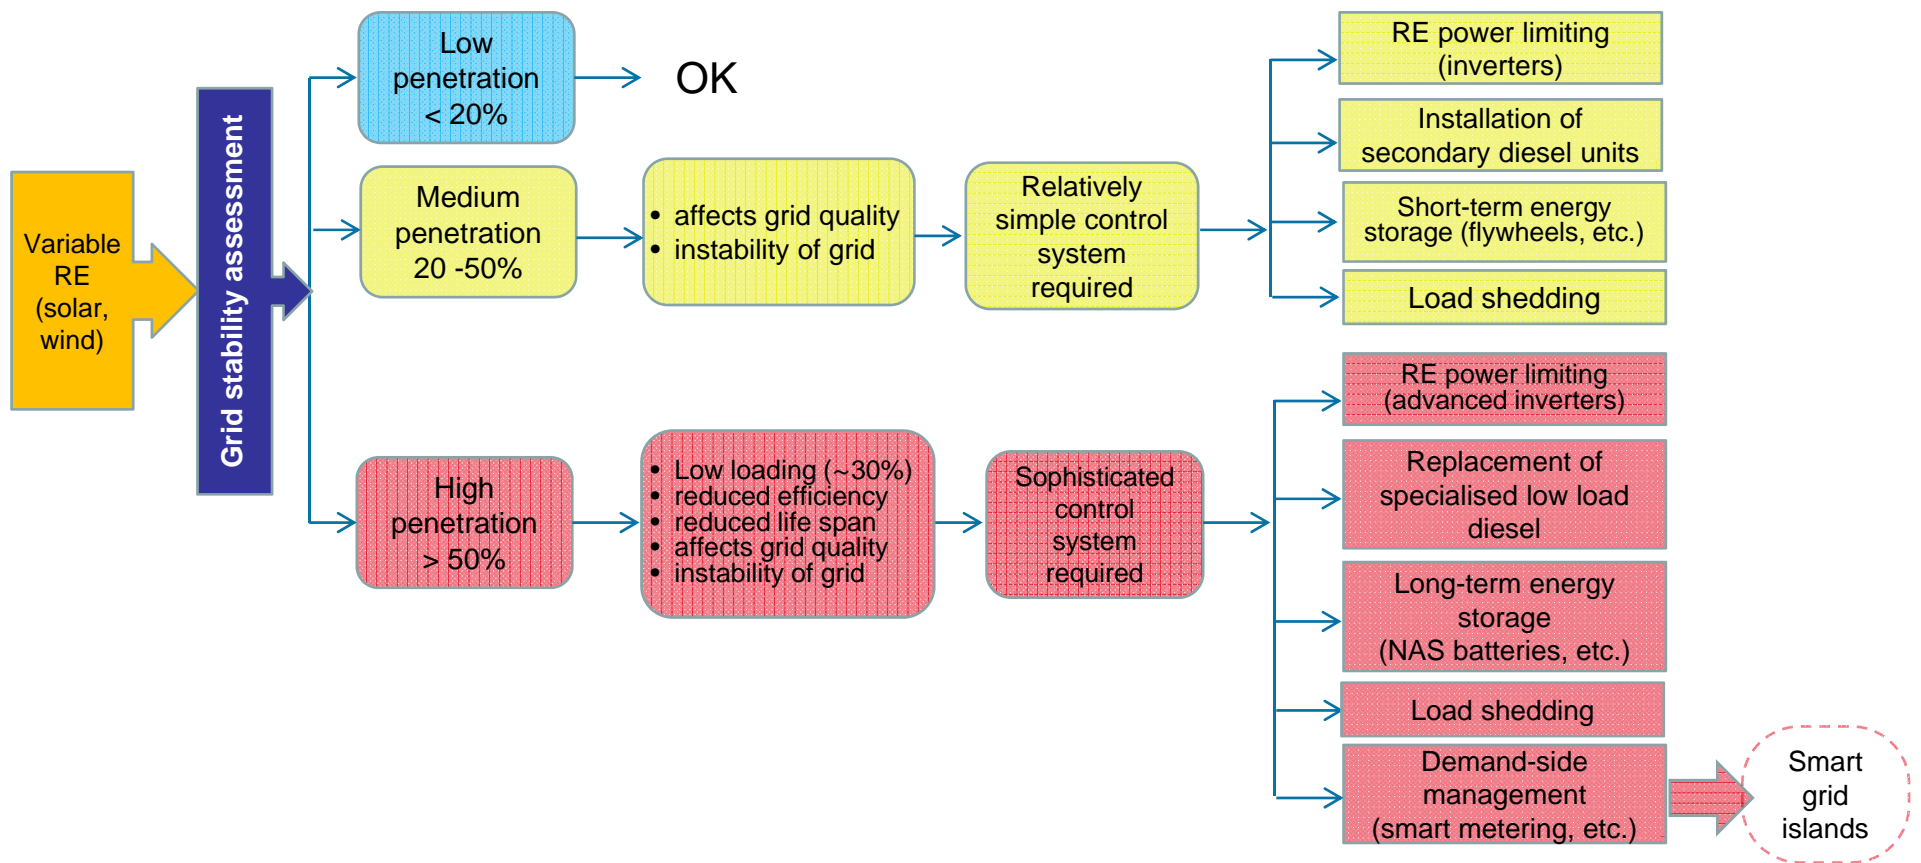 Variable
RE
(solar,
wind)
Grid stability assessment
Low
penetration
< 20%
OK
Medium
penetration
20 -50%
• affects grid quality
• instability of grid
Relatively
simple control
system
required
RE power limiting
(inverters)
Installation of
secondary diesel units
Short-term energy
storage (flywheels, etc.)
Load shedding
High
penetration
> 50%
• Low loading (~30%)
• reduced efficiency
• reduced life span
• affects grid quality
• instability of grid
Sophisticated
control
system
required
RE power limiting
(advanced inverters)
Replacement of
specialised low load
diesel
Long-term energy
storage
(NAS batteries, etc.)
Load shedding
Demand-side
management
(smart metering, etc.)
Smart
grid
islands